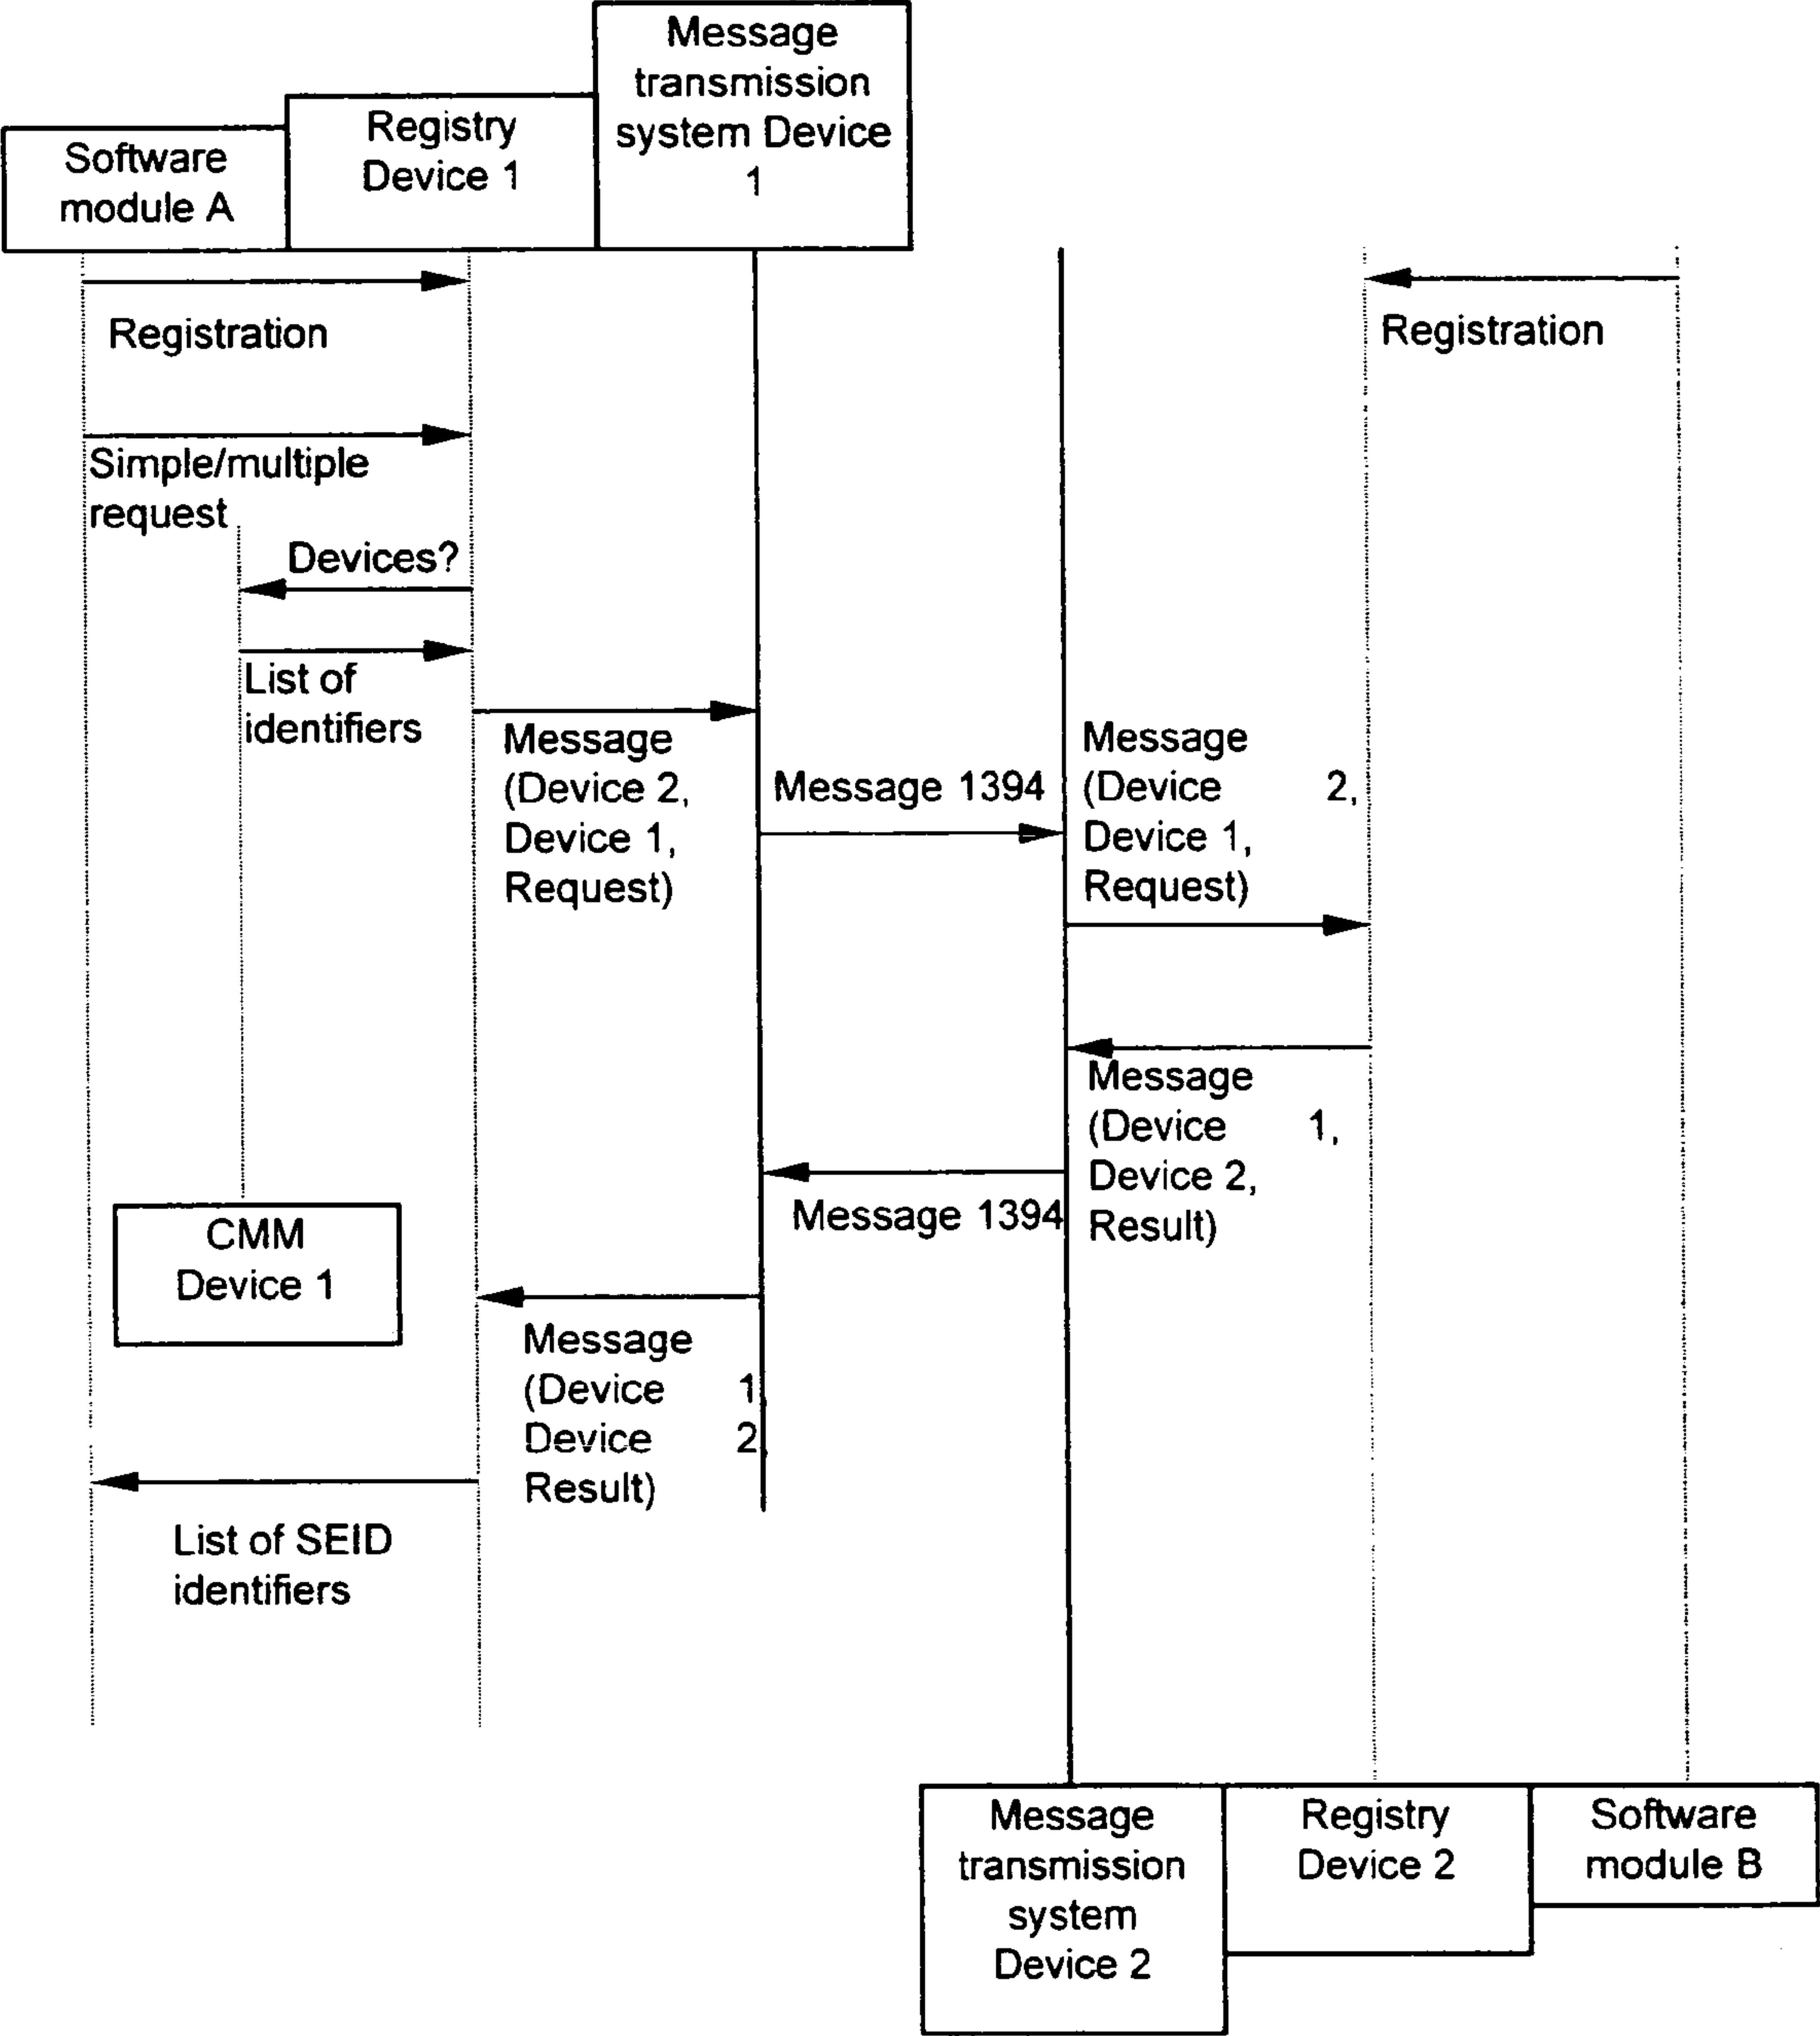 Message
transmission
system Device
1
Registry
Device 1
Software
module A
Registration
Registration
Simple/multiple
request
Devices?
List of
identifiers
Message
(Device 2,
Device 1,
Request)
Message 1394
Message
(Device 2,
Device 1,
Request)
Message
(Device 1,
Device 2,
Result)
Message 1394
CMM
Device 1
Message
(Device 1
Device 2
Result)
List of SEID
identifiers
Message
transmission
system
Device 2
Registry
Device 2
Software
module B